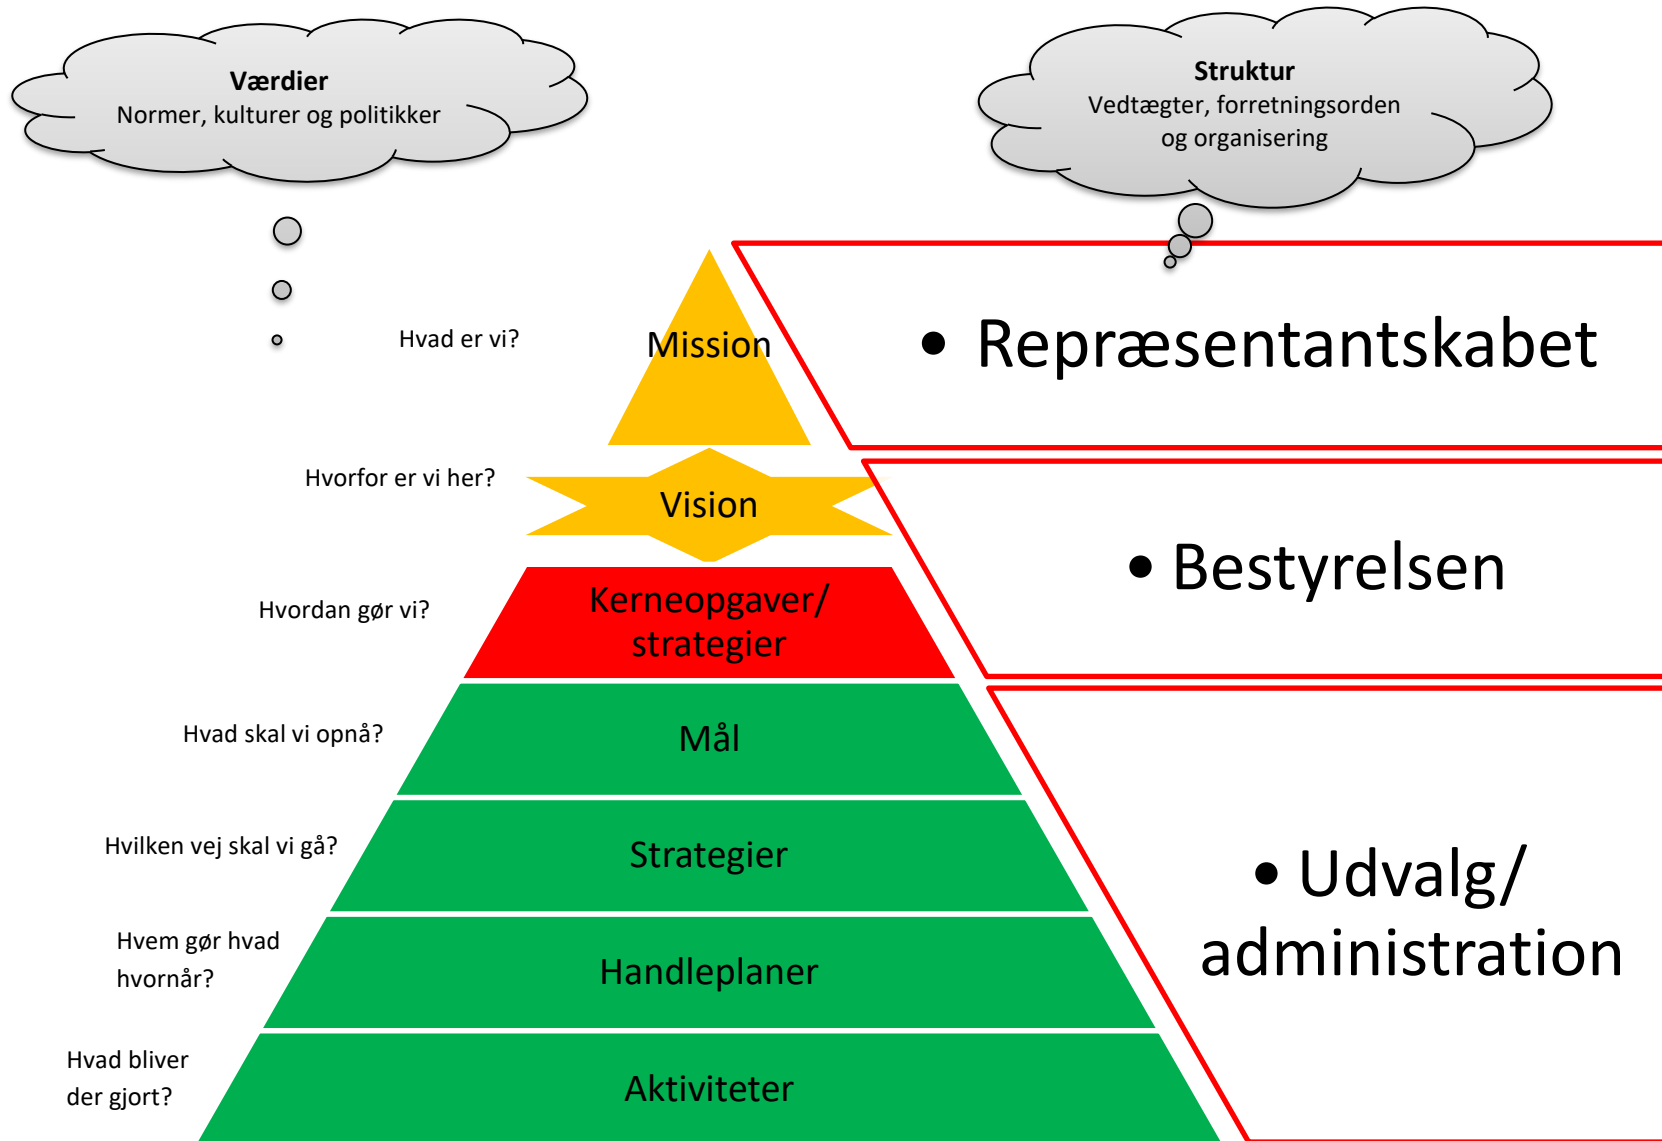 Værdier
Normer, kulturer og politikker
Struktur
Vedtægter, forretningsorden
og organisering
Hvad er vi?
Mission
• Repræsentantskabet
Hvorfor er vi her?
Vision
• Bestyrelsen
Hvordan gør vi?
Kerneopgaver/
strategier
Hvad skal vi opnå?
Mål
Hvilken vej skal vi gå?
Strategier
• Udvalg/
administration
Hvem gør hvad
hvornår?
Handleplaner
Hvad bliver
der gjort?
Aktiviteter